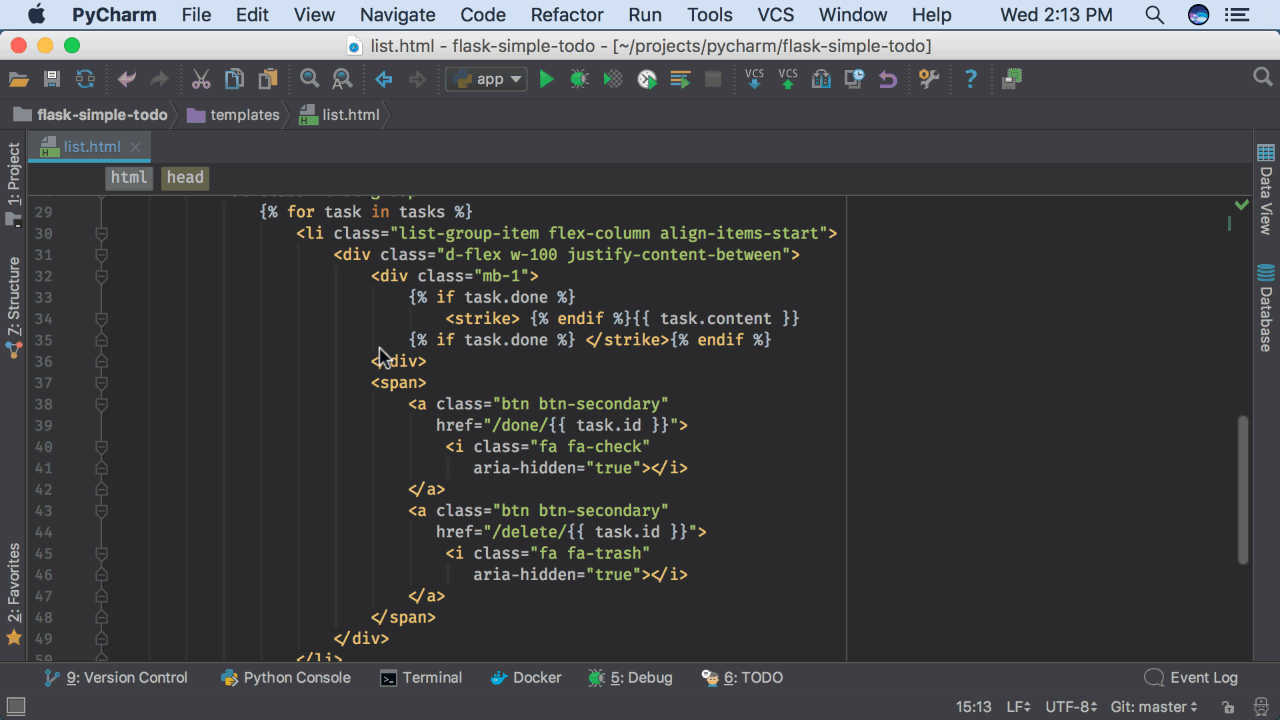 PyCharm File Edit View Navigate Code Refactor Run Tools VCS Window Help Wed 2:13 PM
list.html - flask-simple-todo - [~/projects/pycharm/flask-simple-todo]
app VCS VCS ?
flask-simple-todo templates list.html
list.html
html head
29 {% for task in tasks %}
30 <li class="list-group-item flex-column align-items-start">
31 <div class="d-flex w-100 justify-content-between">
32 <div class="mb-1">
33 {% if task.done %}
34 <strike> {% endif %}{{ task.content }}
35 {% if task.done %} </strike>{% endif %}
36 </div>
37 <span>
38 <a class="btn btn-secondary"
39 href="/done/{{ task.id }}">
40 <i class="fa fa-check"
41 aria-hidden="true"></i>
42 </a>
43 <a class="btn btn-secondary"
44 href="/delete/{{ task.id }}">
45 <i class="fa fa-trash"
46 aria-hidden="true"></i>
47 </a>
48 </span>
49 </div>
50 </li>
1: Project
7: Structure
2: Favorites
Data View
Database
9: Version Control Python Console Terminal Docker 5: Debug 6: TODO Event Log
15:13 LF UTF-8 Git: master